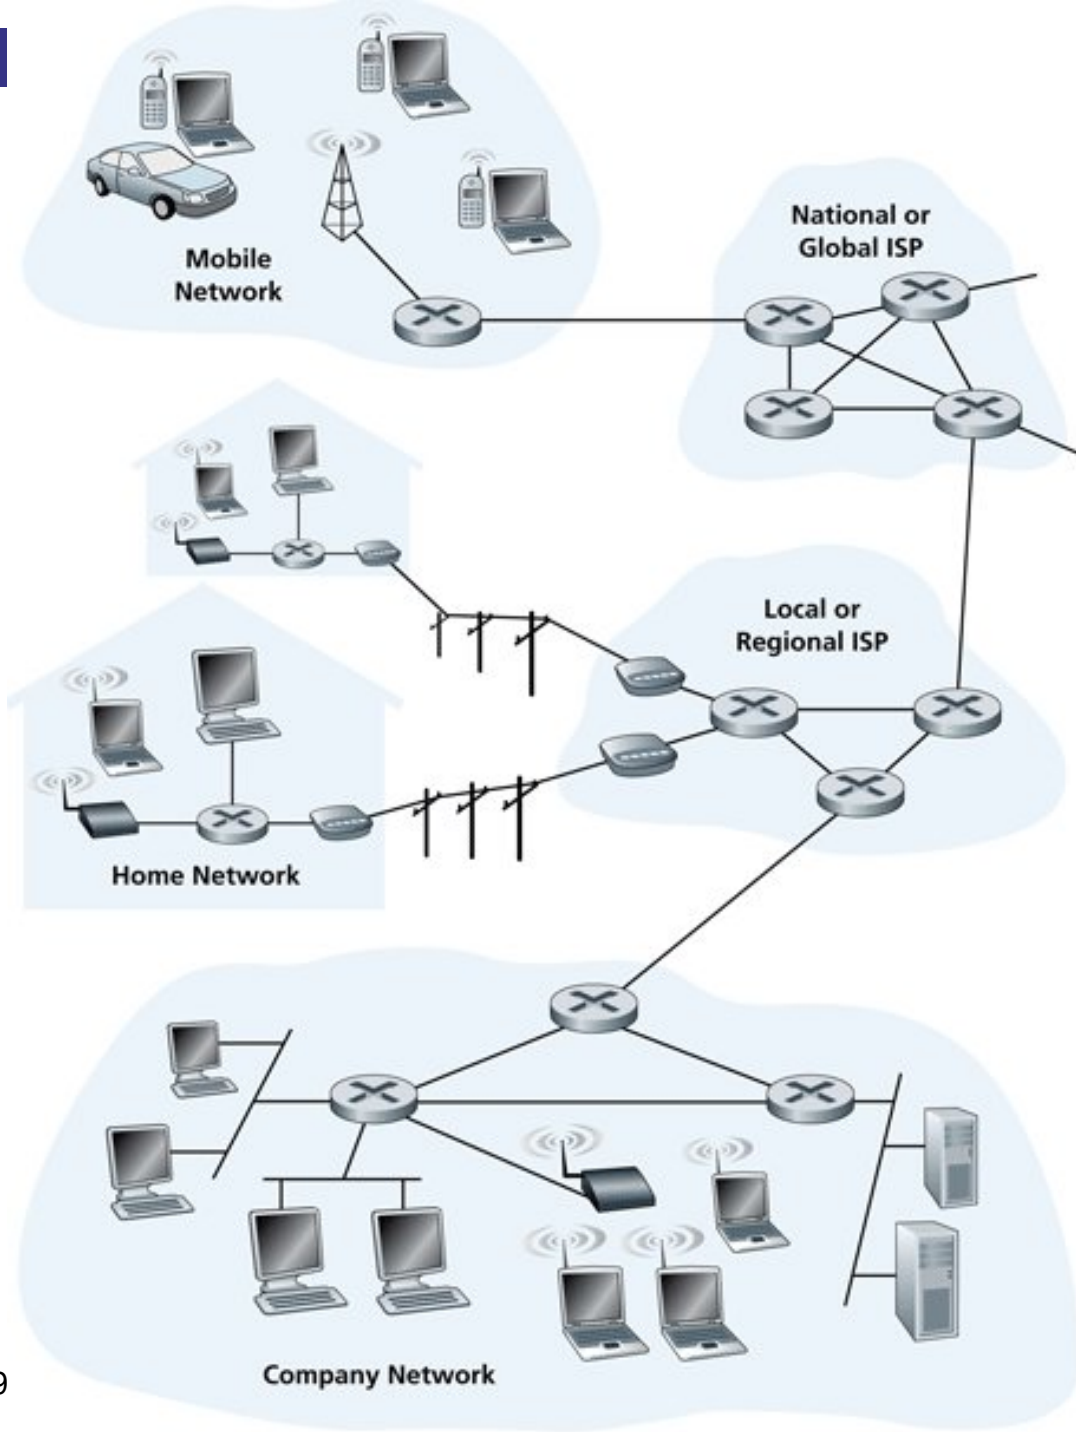 Mobile
Network
National or
Global ISP
Local or
Regional ISP
Home Network
Company Network
9